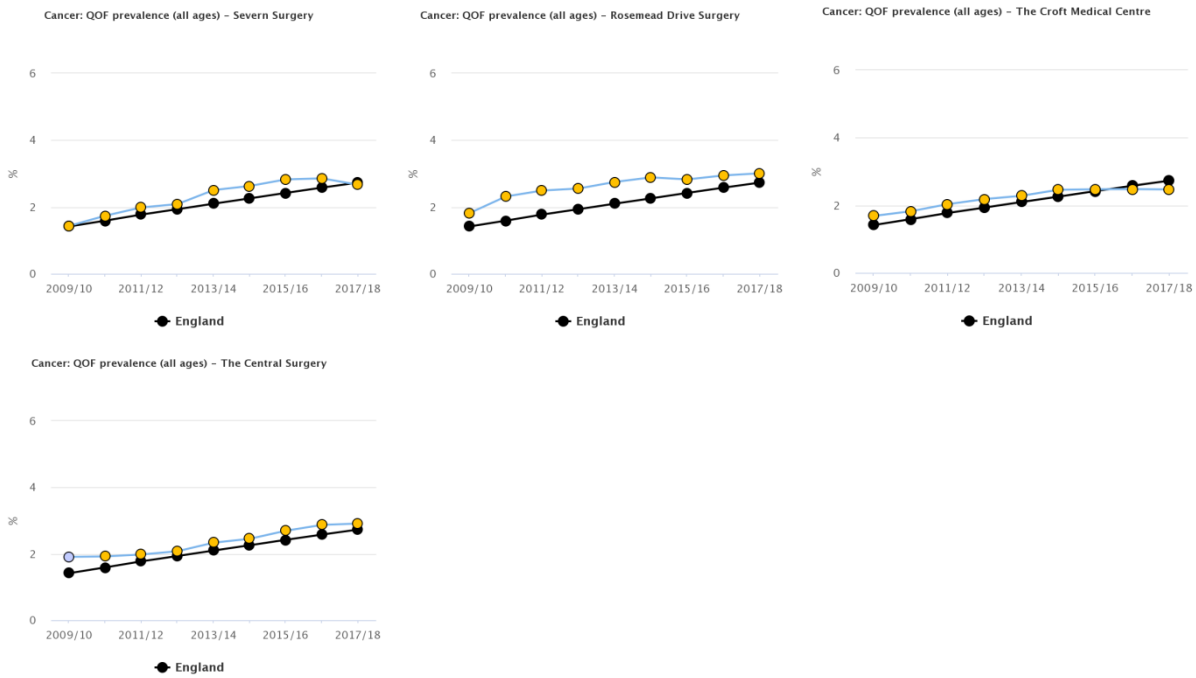 Cancer: QOF prevalence (all ages) – Severn Surgery
6
4
%
2
0
2009/10 2011/12 2013/14 2015/16 2017/18
England
Cancer: QOF prevalence (all ages) – Rosemead Drive Surgery
6
4
%
2
0
2009/10 2011/12 2013/14 2015/16 2017/18
England
Cancer: QOF prevalence (all ages) – The Croft Medical Centre
6
4
%
2
0
2009/10 2011/12 2013/14 2015/16 2017/18
England
Cancer: QOF prevalence (all ages) – The Central Surgery
6
4
%
2
0
2009/10 2011/12 2013/14 2015/16 2017/18
England